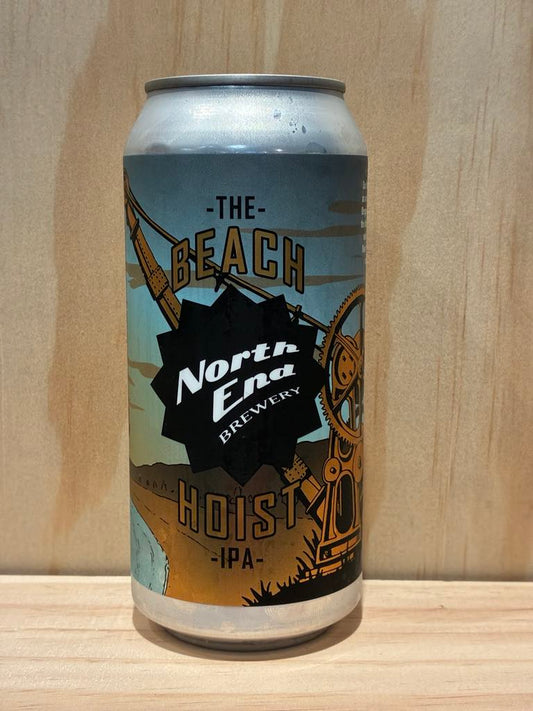 -THE-
BEACH
North
End
BREWERY
HOIST
-IPA-